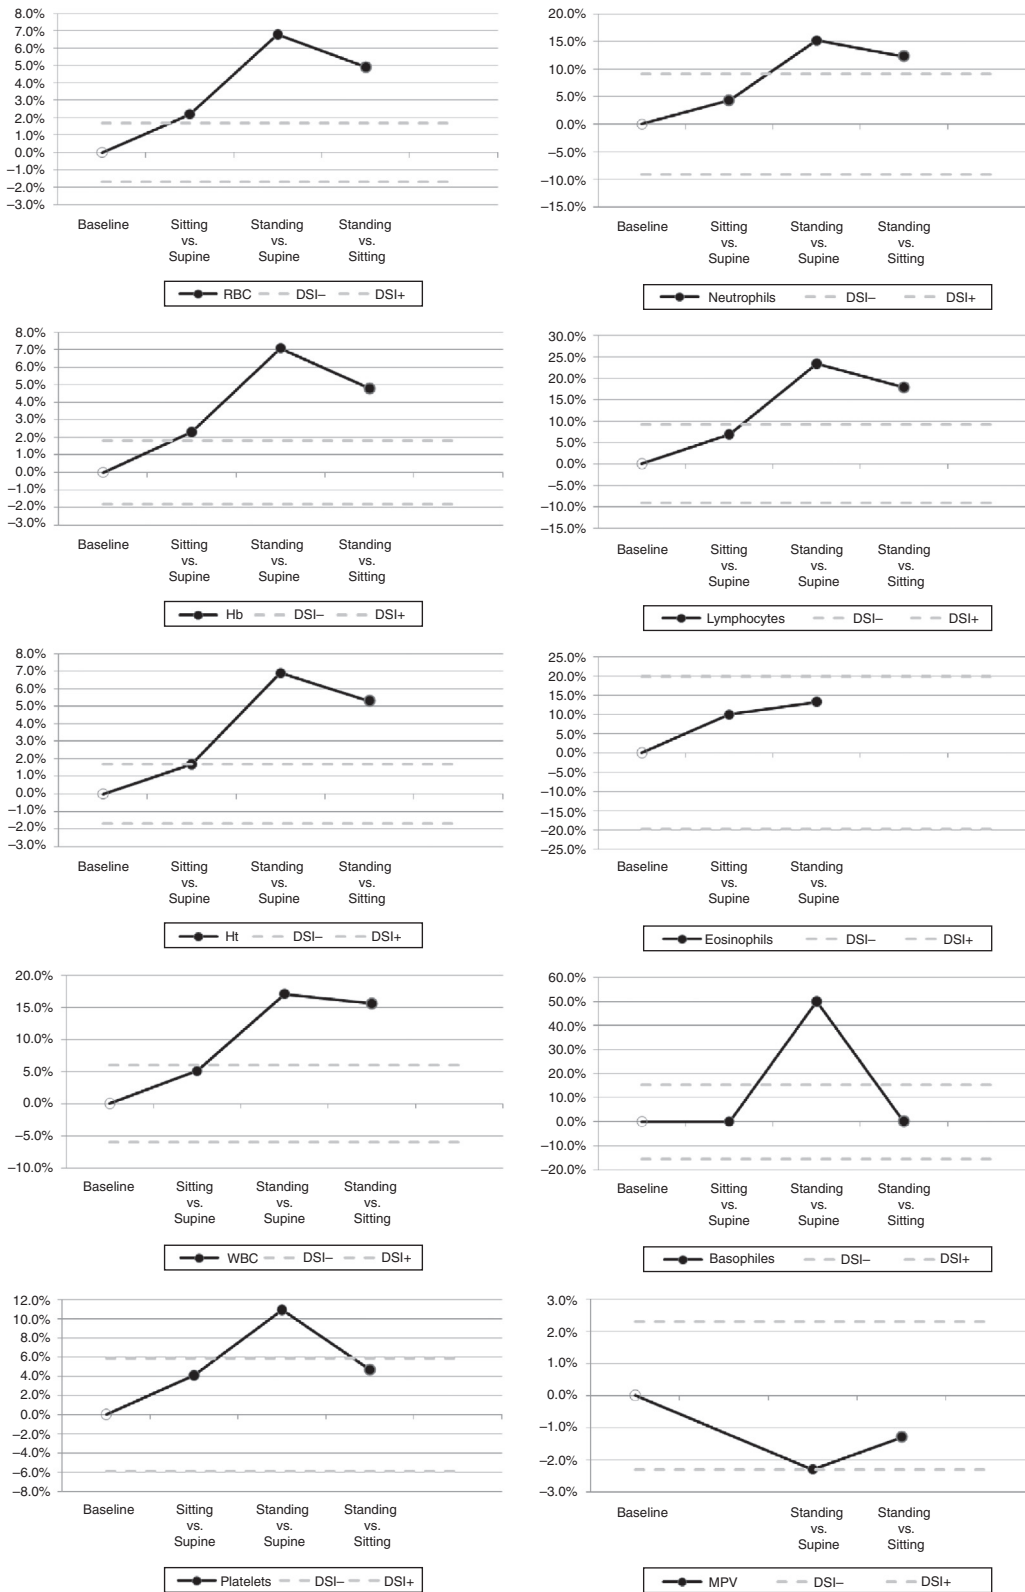 8.0%
7.0%
6.0%
5.0%
4.0%
3.0%
2.0%
1.0%
0.0%
–1.0%
–2.0%
–3.0%
Baseline
Sitting
vs.
Supine
Standing
vs.
Supine
Standing
vs.
Sitting
RBC DSI– DSI+
20.0%
15.0%
10.0%
5.0%
0.0%
–5.0%
–10.0%
–15.0%
Baseline
Sitting
vs.
Supine
Standing
vs.
Supine
Standing
vs.
Sitting
Neutrophils DSI– DSI+
8.0%
7.0%
6.0%
5.0%
4.0%
3.0%
2.0%
1.0%
0.0%
–1.0%
–2.0%
–3.0%
Baseline
Sitting
vs.
Supine
Standing
vs.
Supine
Standing
vs.
Sitting
Hb DSI– DSI+
30.0%
25.0%
20.0%
15.0%
10.0%
5.0%
0.0%
–5.0%
–10.0%
–15.0%
Baseline
Sitting
vs.
Supine
Standing
vs.
Supine
Standing
vs.
Sitting
Lymphocytes DSI– DSI+
8.0%
7.0%
6.0%
5.0%
4.0%
3.0%
2.0%
1.0%
0.0%
–1.0%
–2.0%
–3.0%
Baseline
Sitting
vs.
Supine
Standing
vs.
Supine
Standing
vs.
Sitting
Ht DSI– DSI+
25.0%
20.0%
15.0%
10.0%
5.0%
0.0%
–5.0%
–10.0%
–15.0%
–20.0%
–25.0%
Baseline
Sitting
vs.
Supine
Standing
vs.
Supine
Eosinophils DSI– DSI+
20.0%
15.0%
10.0%
5.0%
0.0%
–5.0%
–10.0%
Baseline
Sitting
vs.
Supine
Standing
vs.
Supine
Standing
vs.
Sitting
WBC DSI– DSI+
60.0%
50.0%
40.0%
30.0%
20.0%
10.0%
0.0%
–10.0%
–20.0%
Baseline
Sitting
vs.
Supine
Standing
vs.
Supine
Standing
vs.
Sitting
Basophiles DSI– DSI+
12.0%
10.0%
8.0%
6.0%
4.0%
2.0%
0.0%
–2.0%
–4.0%
–6.0%
–8.0%
Baseline
Sitting
vs.
Supine
Standing
vs.
Supine
Standing
vs.
Sitting
Platelets DSI– DSI+
3.0%
2.0%
1.0%
0.0%
–1.0%
–2.0%
–3.0%
Baseline
Standing
vs.
Supine
Standing
vs.
Sitting
MPV DSI– DSI+